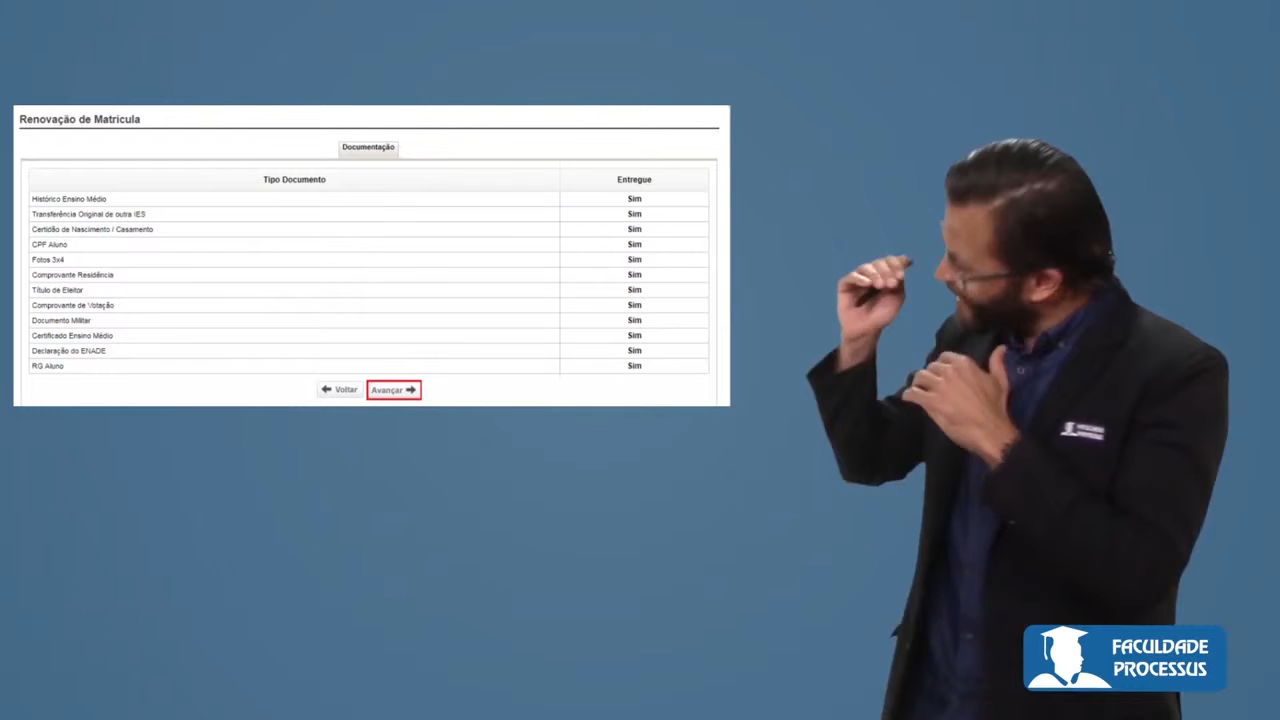 Renovação de Matrícula
Documentação
Tipo Documento Entregue
Histórico Ensino Médio Sim
Transferência Original de outra IES Sim
Certidão de Nascimento / Casamento Sim
CPF Aluno Sim
Fotos 3x4 Sim
Comprovante Residência Sim
Título de Eleitor Sim
Comprovante de Votação Sim
Documento Militar Sim
Certificado Ensino Médio Sim
Declaração do ENADE Sim
RG Aluno Sim
Voltar Avançar
FACULDADE
PROCESSUS
FACULDADE
PROCESSUS